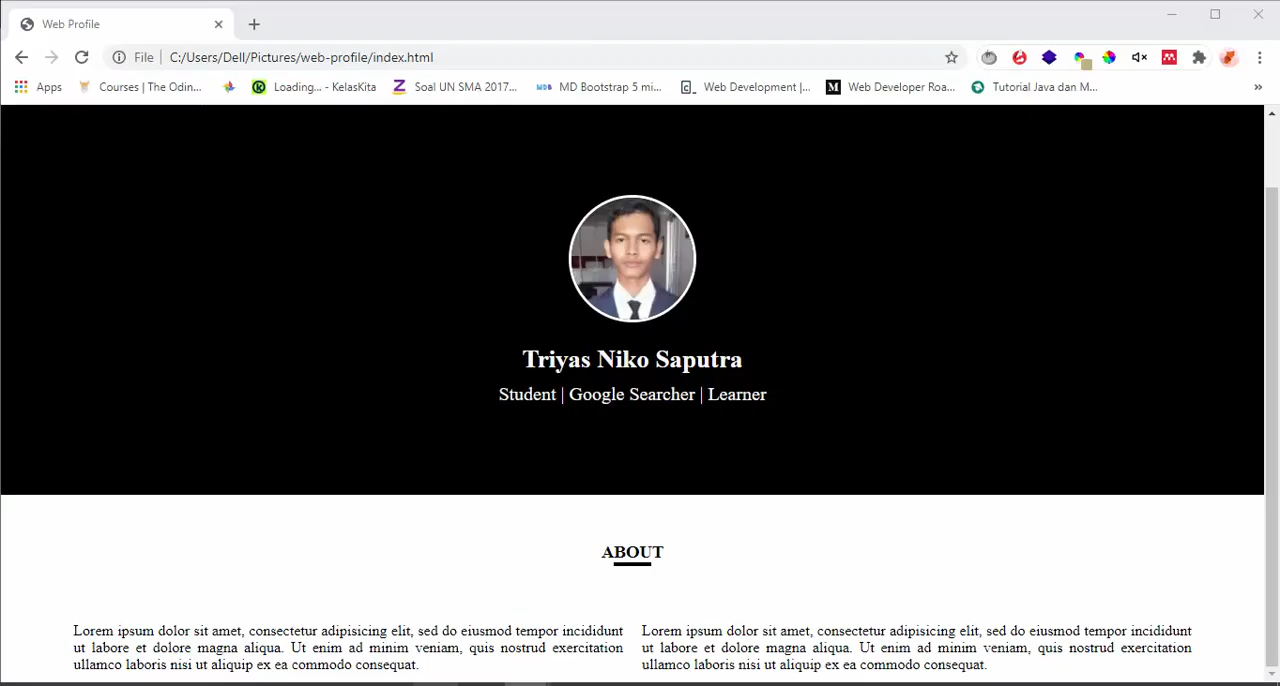 Web Profile
File
C:/Users/Dell/Pictures/web-profile/index.html
Apps
Courses | The Odin...
Loading... - KelasKita
Soal UN SMA 2017...
MD Bootstrap 5 mi...
Web Development |...
Web Developer Roa...
Tutorial Java dan M...
Triyas Niko Saputra
Student | Google Searcher | Learner
ABOUT
Lorem ipsum dolor sit amet, consectetur adipisicing elit, sed do eiusmod tempor incididunt
ut labore et dolore magna aliqua. Ut enim ad minim veniam, quis nostrud exercitation
ullamco laboris nisi ut aliquip ex ea commodo consequat.
Lorem ipsum dolor sit amet, consectetur adipisicing elit, sed do eiusmod tempor incididunt
ut labore et dolore magna aliqua. Ut enim ad minim veniam, quis nostrud exercitation
ullamco laboris nisi ut aliquip ex ea commodo consequat.